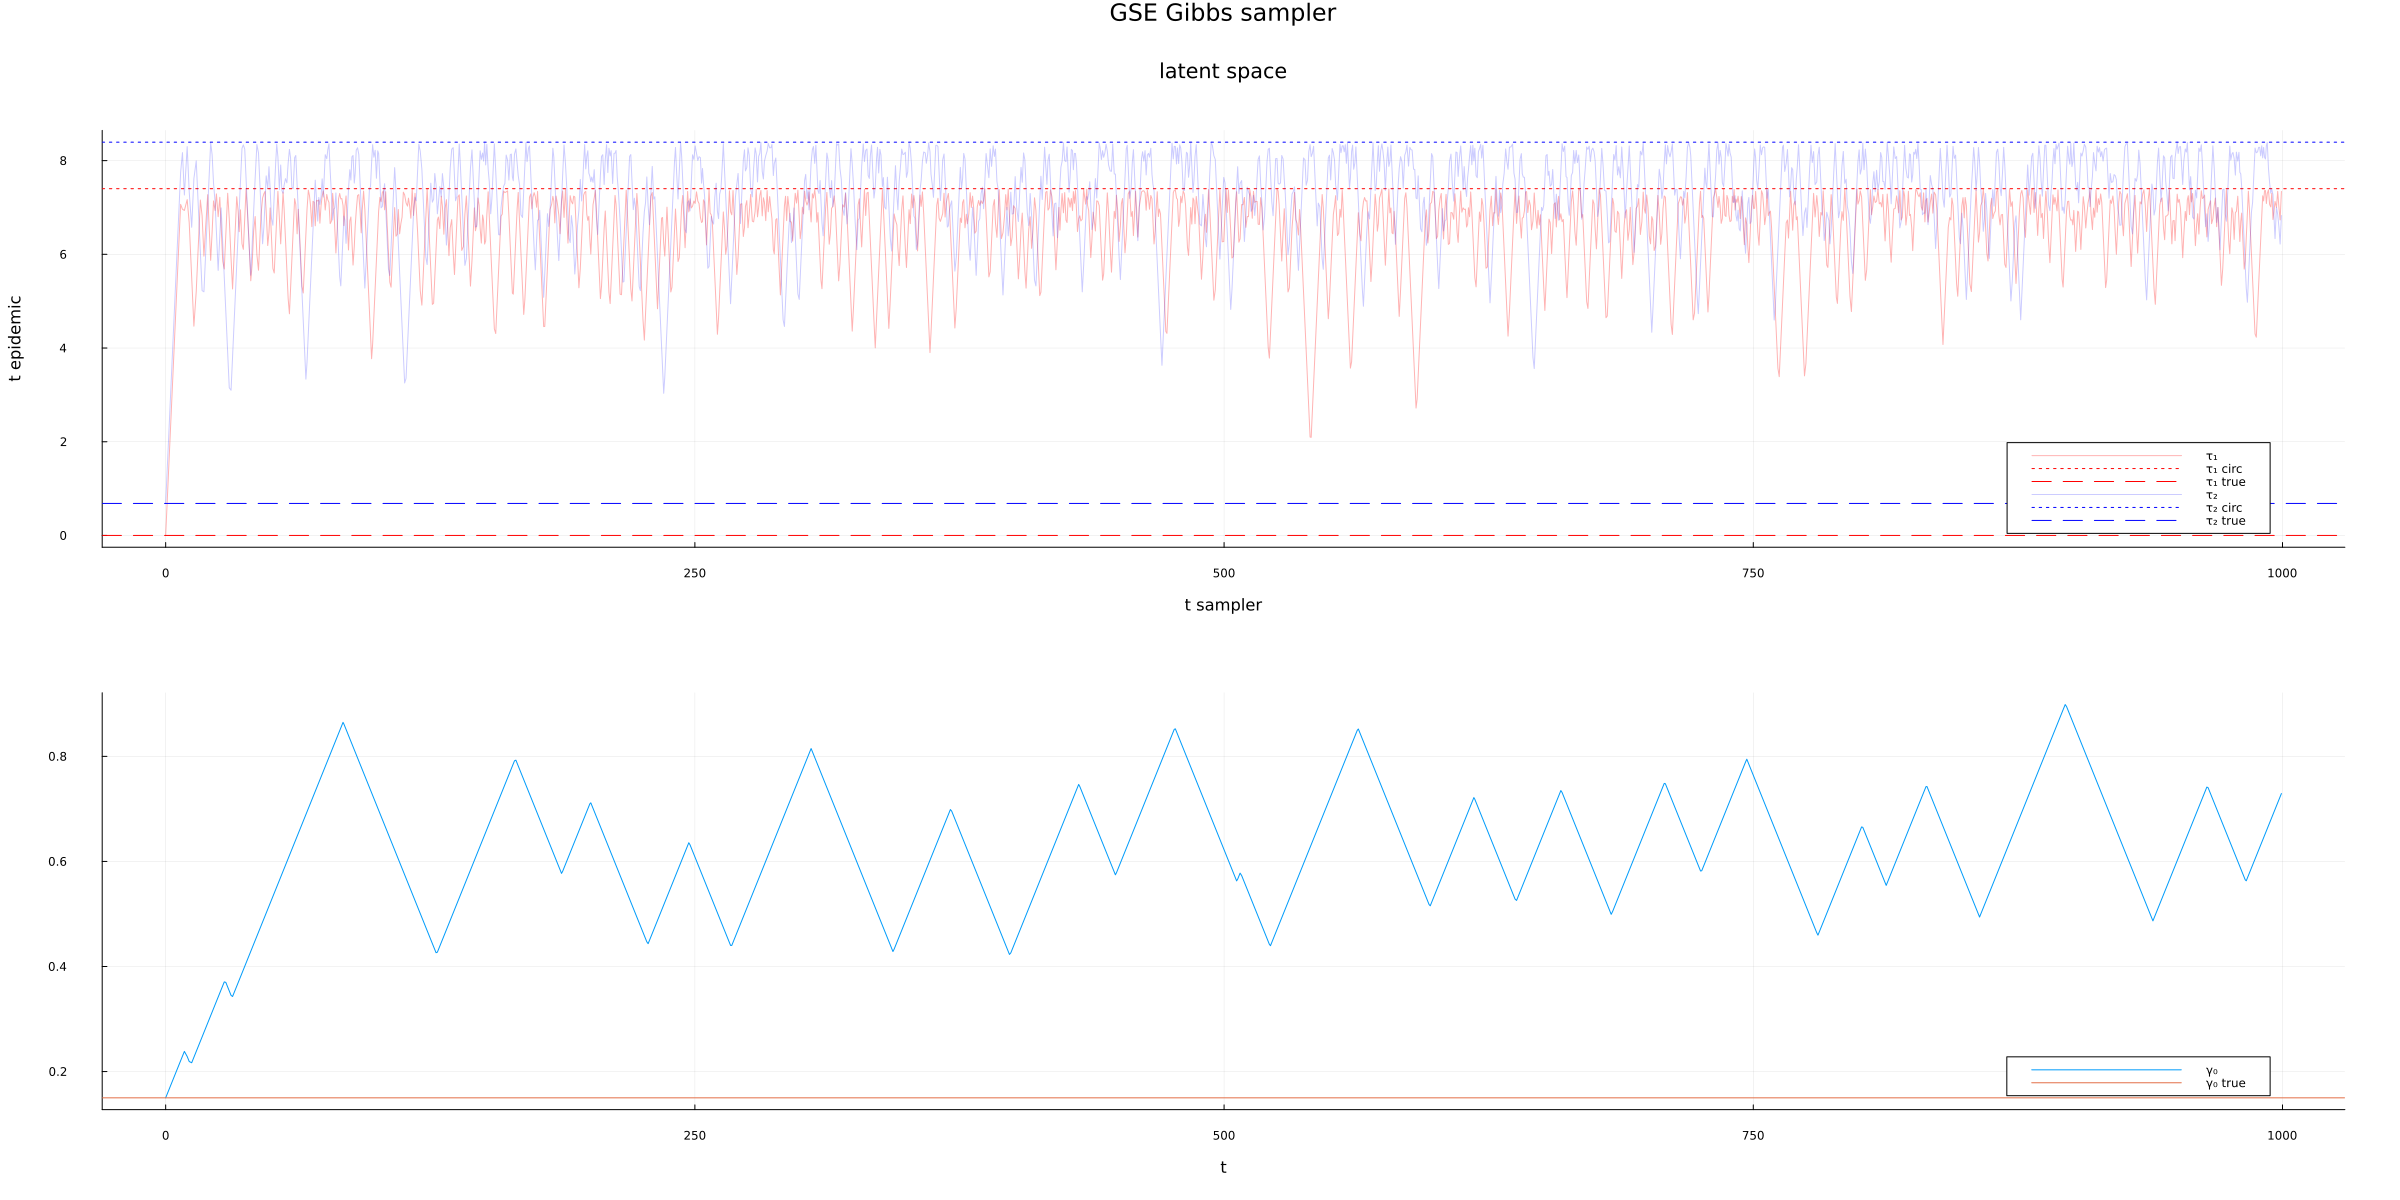 GSE Gibbs sampler
latent space
t epidemic
8
6
4
2
0
τ₁
τ₁ circ
τ₁ true
τ₂
τ₂ circ
τ₂ true
0 250 500 750 1000
t sampler
0.8
0.6
0.4
0.2
γ₀
γ₀ true
0 250 500 750 1000
t